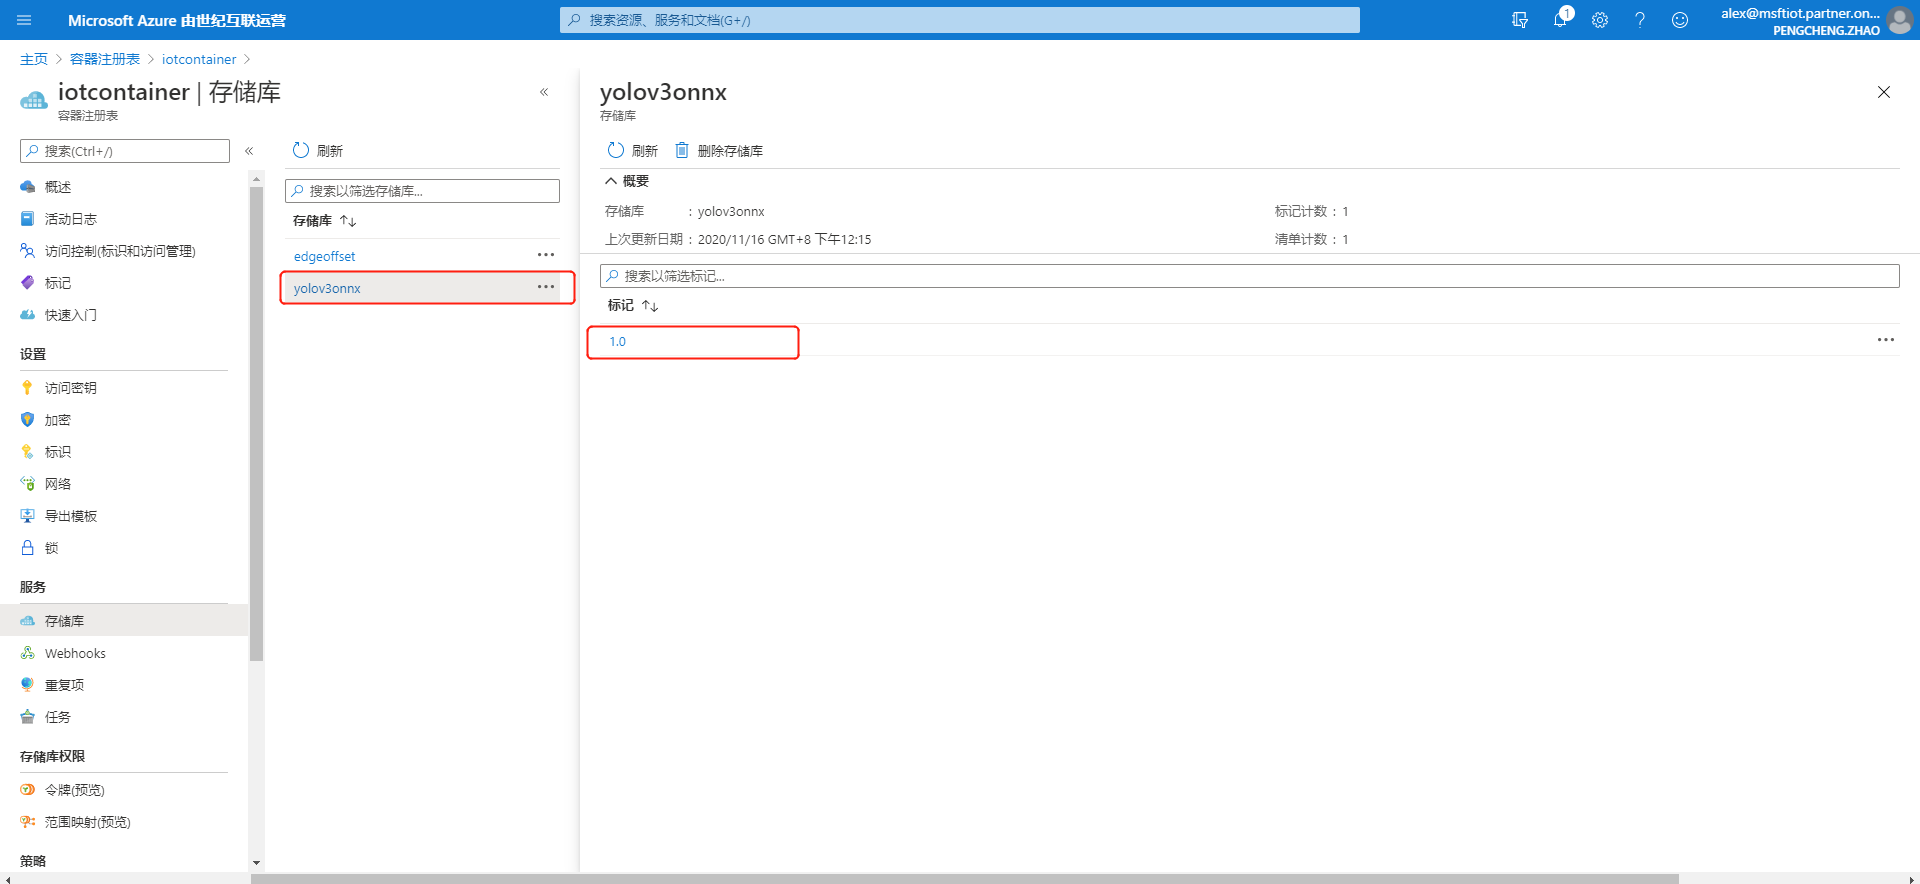 Microsoft Azure 由世纪互联运营
搜索资源、服务和文档(G+/)
1
alex@msftiot.partner.on...
PENGCHENG.ZHAO
主页 > 容器注册表 > iotcontainer >
iotcontainer | 存储库
容器注册表
搜索(Ctrl+/)
概述
活动日志
访问控制(标识和访问管理)
标记
快速入门
设置
访问密钥
加密
标识
网络
导出模板
锁
服务
存储库
Webhooks
重复项
任务
存储库权限
令牌(预览)
范围映射(预览)
策略
刷新
搜索以筛选存储库...
存储库
edgeoffset
yolov3onnx
yolov3onnx
存储库
刷新 删除存储库
概要
存储库 : yolov3onnx
标记计数 : 1
上次更新日期 : 2020/11/16 GMT+8 下午12:15
清单计数 : 1
搜索以筛选标记...
标记
1.0